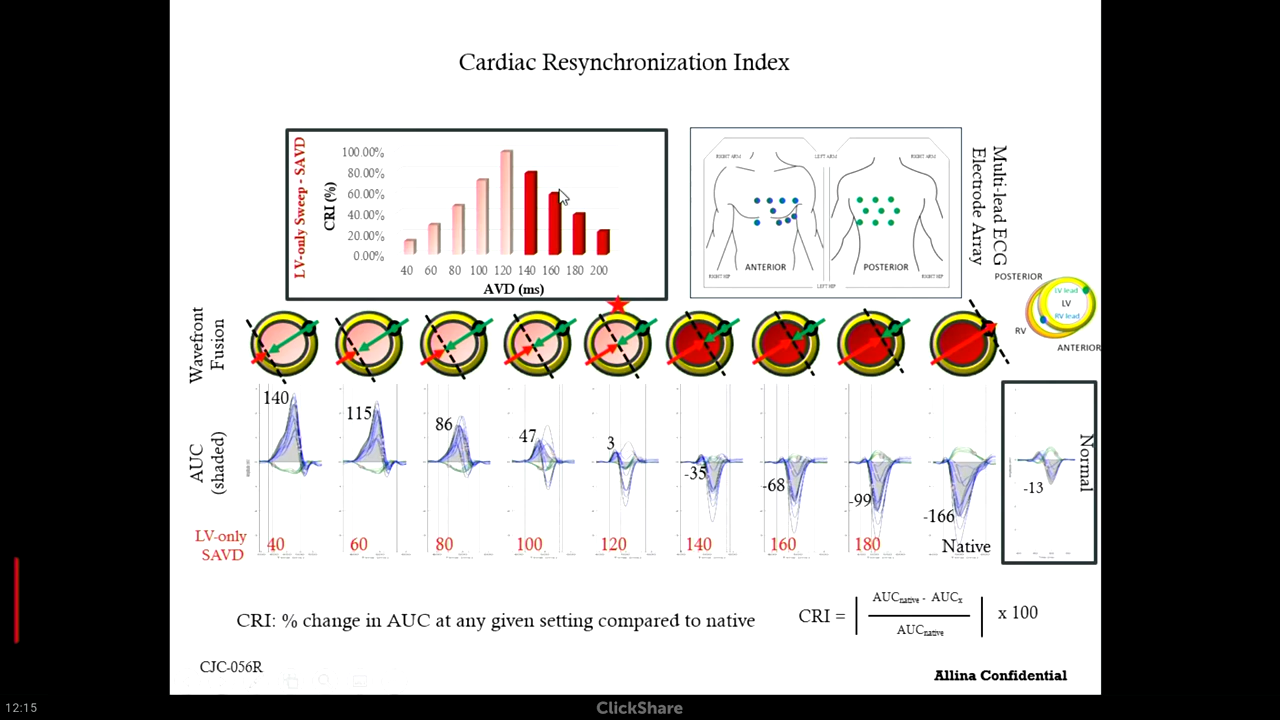 Cardiac Resynchronization Index
LV-only Sweep - SAVD
CRI (%)
100.00%
80.00%
60.00%
40.00%
20.00%
0.00%
40 60 80 100 120 140 160 180 200
AVD (ms)
RIGHT ARM LEFT ARM RIGHT ARM
ANTERIOR POSTERIOR
RIGHT HIP LEFT HIP RIGHT HIP
Multi-lead ECG
Electrode Array
POSTERIOR
LV lead
LV
RV lead
RV
ANTERIOR
Wavefront
Fusion
AUC
(shaded)
140 115 86 47 3 -35 -68 -99 -166 -13
Normal
LV-only
SAVD
40 60 80 100 120 140 160 180 Native
CRI: % change in AUC at any given setting compared to native
CRI = | AUCnative - AUCx | x 100
AUCnative
CJC-056R
Allina Confidential
12:15
ClickShare